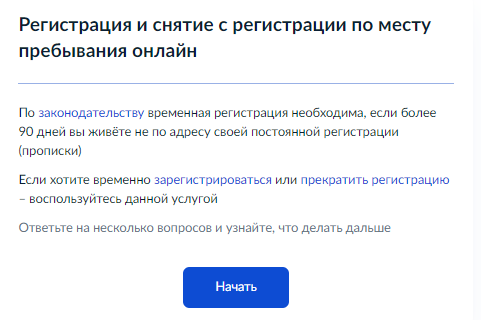 Регистрация и снятие с регистрации по месту
пребывания онлайн
По законодательству временная регистрация необходима, если более
90 дней вы живёте не по адресу своей постоянной регистрации
(прописки)
Если хотите временно зарегистрироваться или прекратить регистрацию
– воспользуйтесь данной услугой
Ответьте на несколько вопросов и узнайте, что делать дальше
Начать